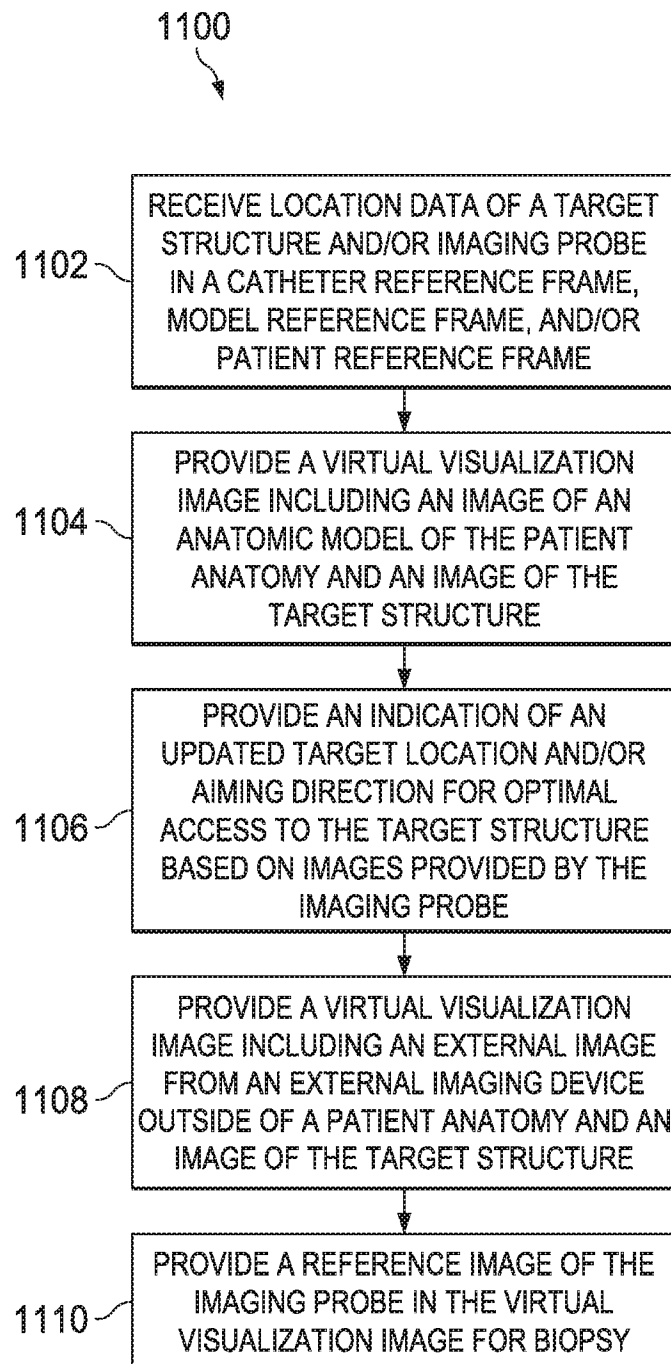 1100
1102
RECEIVE LOCATION DATA OF A TARGET
STRUCTURE AND/OR IMAGING PROBE
IN A CATHETER REFERENCE FRAME,
MODEL REFERENCE FRAME, AND/OR
PATIENT REFERENCE FRAME
1104
PROVIDE A VIRTUAL VISUALIZATION
IMAGE INCLUDING AN IMAGE OF AN
ANATOMIC MODEL OF THE PATIENT
ANATOMY AND AN IMAGE OF THE
TARGET STRUCTURE
1106
PROVIDE AN INDICATION OF AN
UPDATED TARGET LOCATION AND/OR
AIMING DIRECTION FOR OPTIMAL
ACCESS TO THE TARGET STRUCTURE
BASED ON IMAGES PROVIDED BY THE
IMAGING PROBE
1108
PROVIDE A VIRTUAL VISUALIZATION
IMAGE INCLUDING AN EXTERNAL IMAGE
FROM AN EXTERNAL IMAGING DEVICE
OUTSIDE OF A PATIENT ANATOMY AND AN
IMAGE OF THE TARGET STRUCTURE
1110
PROVIDE A REFERENCE IMAGE OF THE
IMAGING PROBE IN THE VIRTUAL
VISUALIZATION IMAGE FOR BIOPSY